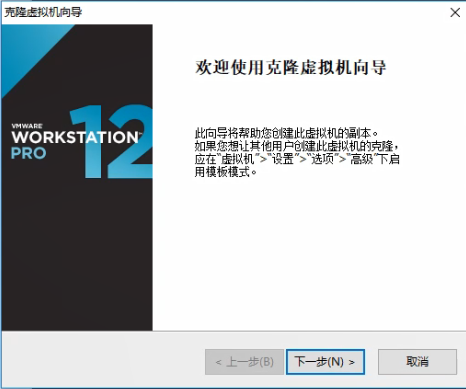 克隆虚拟机向导
欢迎使用克隆虚拟机向导
VMWARE
WORKSTATION
PRO
12
此向导将帮助您创建此虚拟机的副本。
如果您想让其他用户创建此虚拟机的克隆，
应在"虚拟机">"设置">"选项">"高级"下启
用模板模式。
< 上一步(B)
下一步(N) >
取消